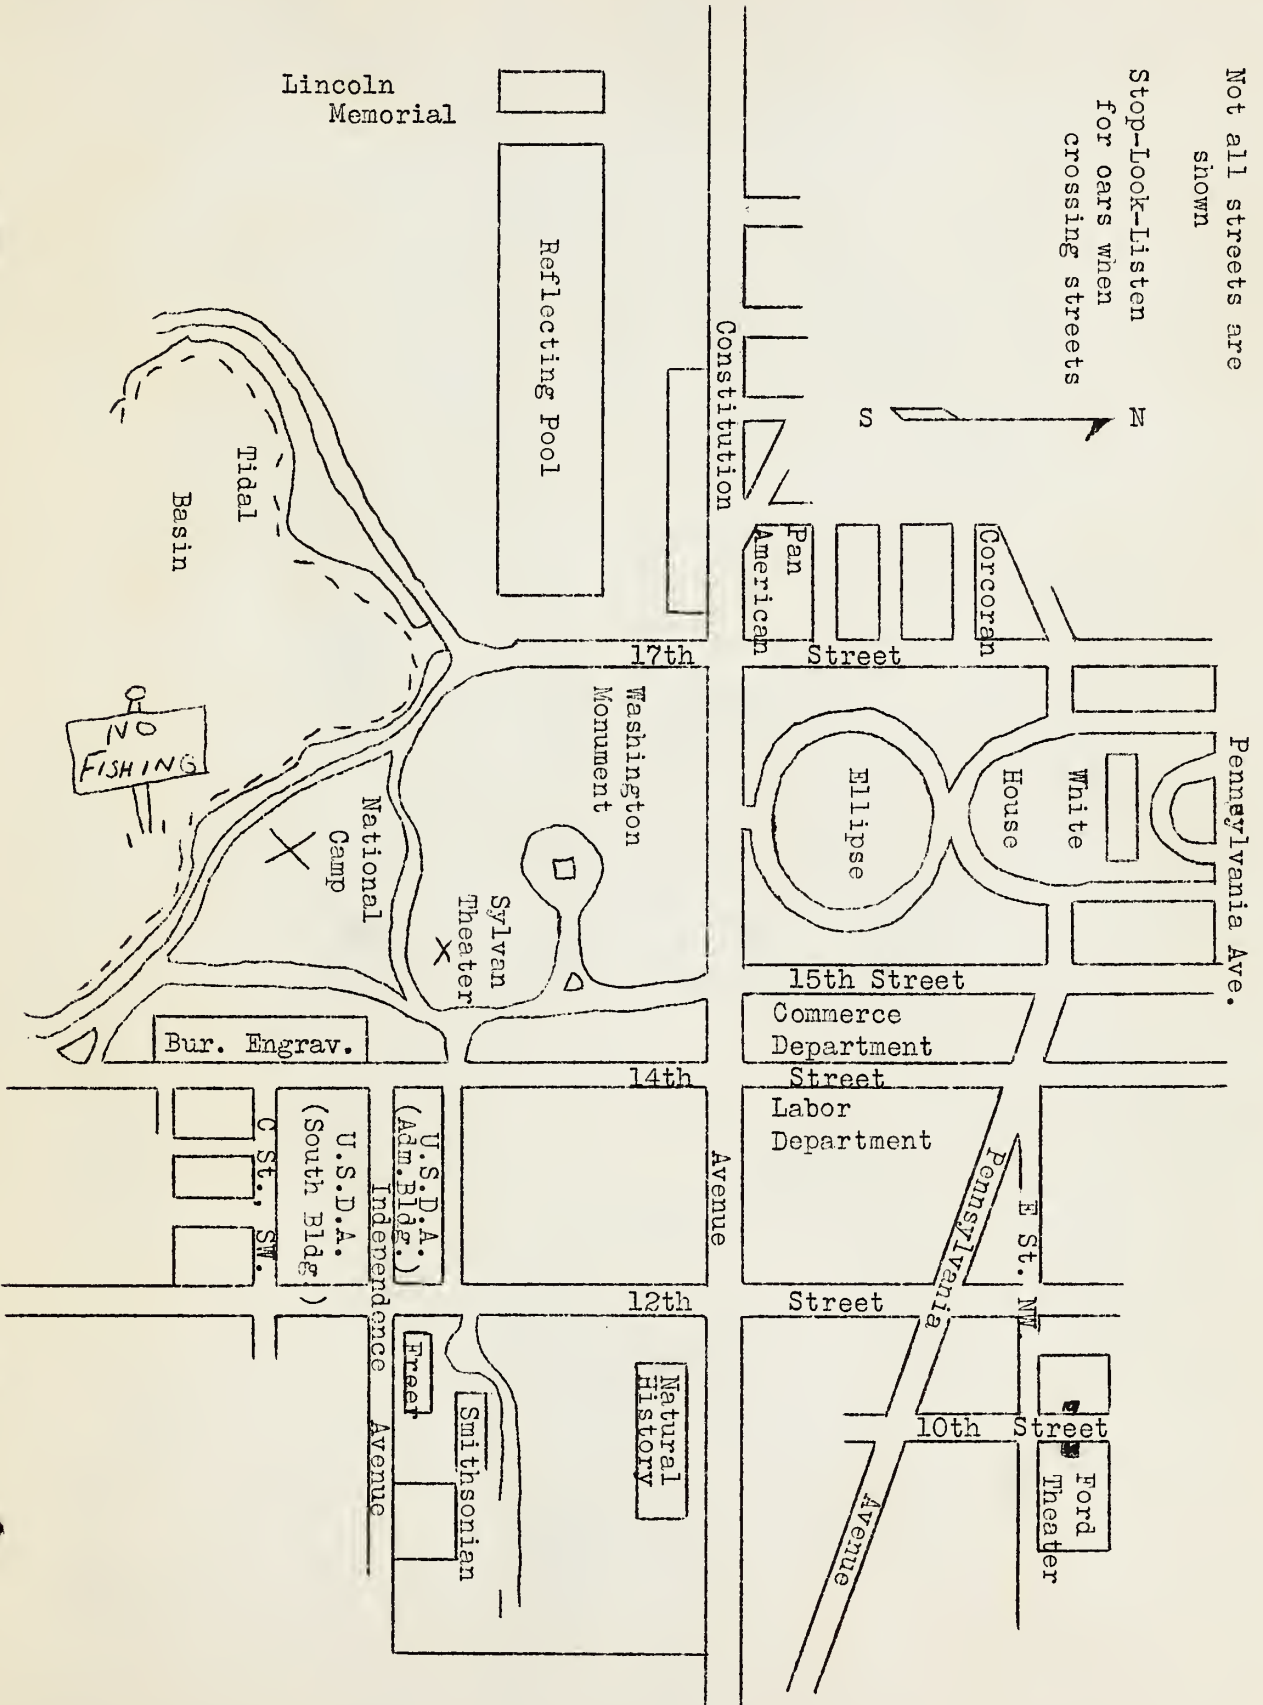 Not all streets are
shown
Stop-Look-Listen
for cars when
crossing streets
N
S
Lincoln
Memorial
Reflecting Pool
Constitution
Avenue
Tidal
Basin
NO
FISHING
Pan
American
Corcoran
17th Street
Washington
Monument
Ellipse
White
House
Pennsylvania Ave.
National
Camp
Sylvan
Theater
15th Street
Commerce
Department
Bur. Engrav.
14th Street
Labor
Department
U.S.D.A.
(Adm.Bldg.)
U.S.D.A.
(South Bldg.)
C St., SW.
Independence Avenue
Pennsylvania Avenue
E St. NW.
12th Street
Freer
Smithsonian
Natural
History
10th Street
Ford
Theater